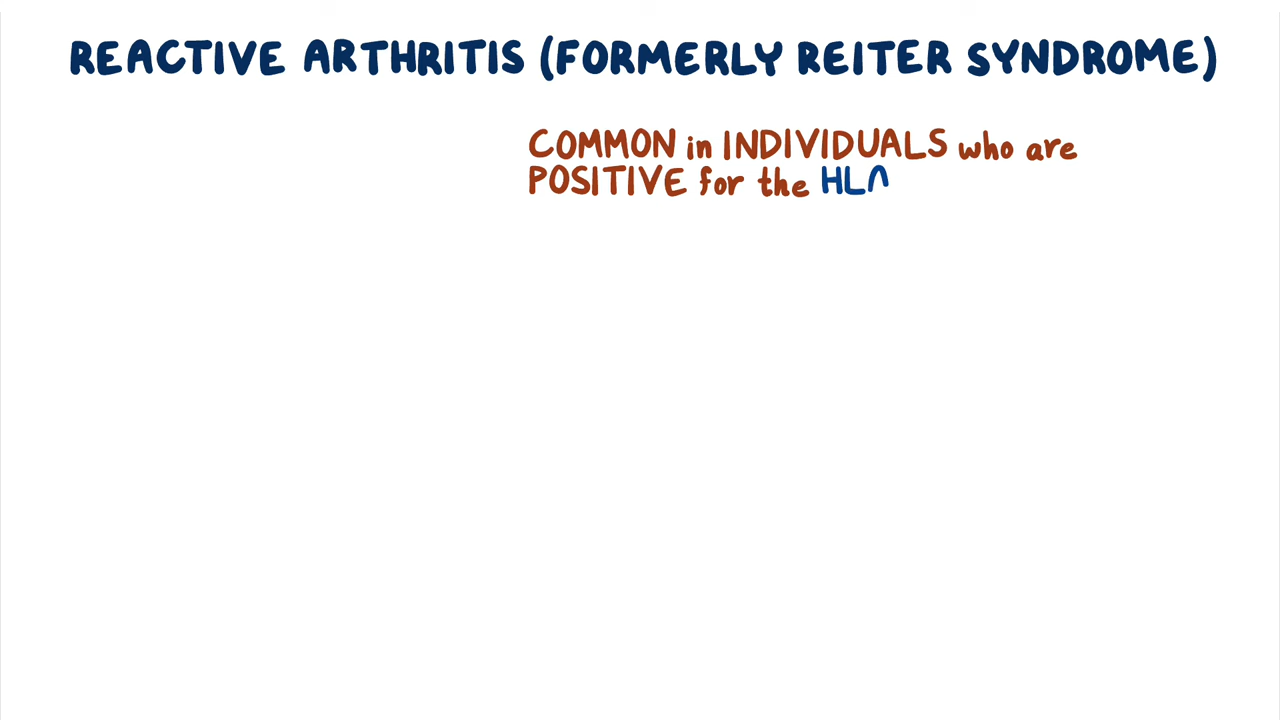 REACTIVE ARTHRITIS (FORMERLY REITER SYNDROME)
COMMON in INDIVIDUALS who are
POSITIVE for the HLA